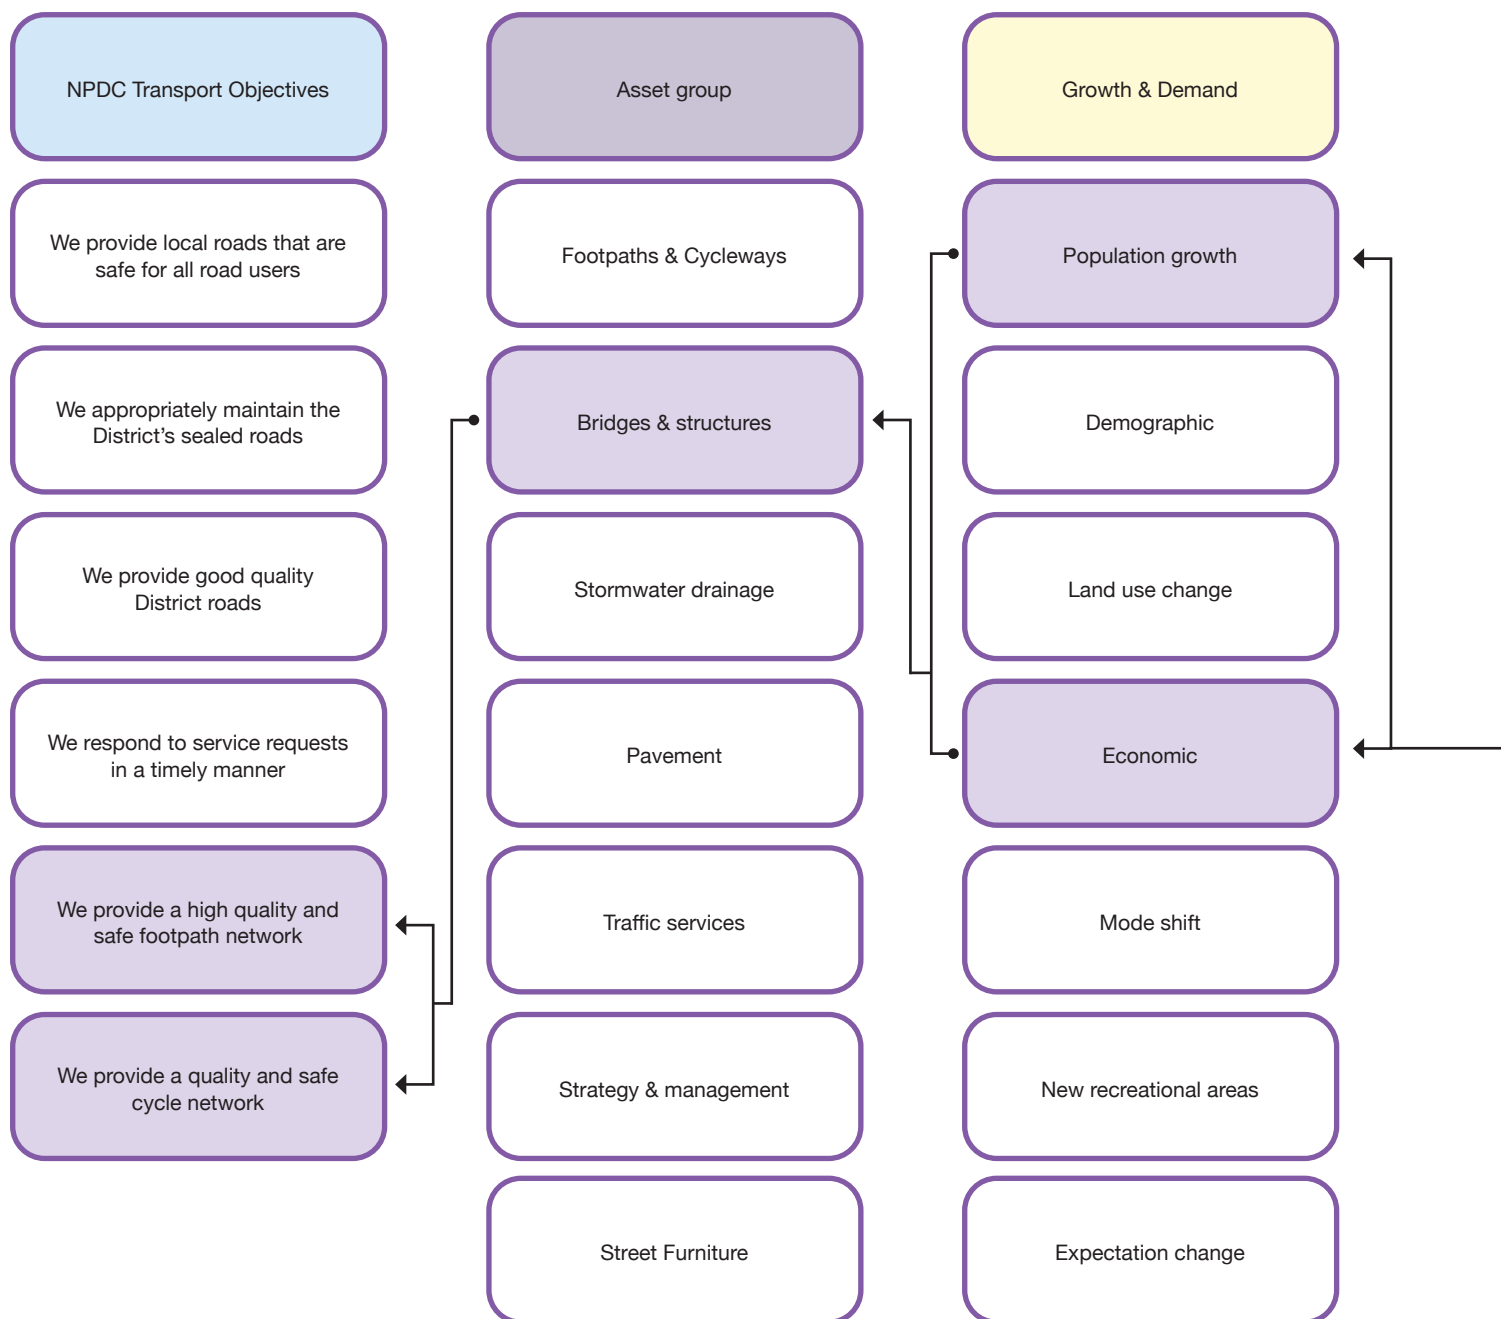 NPDC Transport Objectives
Asset group
Growth & Demand
We provide local roads that are
safe for all road users
Footpaths & Cycleways
Population growth
We appropriately maintain the
District’s sealed roads
Bridges & structures
Demographic
We provide good quality
District roads
Stormwater drainage
Land use change
We respond to service requests
in a timely manner
Pavement
Economic
We provide a high quality and
safe footpath network
Traffic services
Mode shift
We provide a quality and safe
cycle network
Strategy & management
New recreational areas
Street Furniture
Expectation change